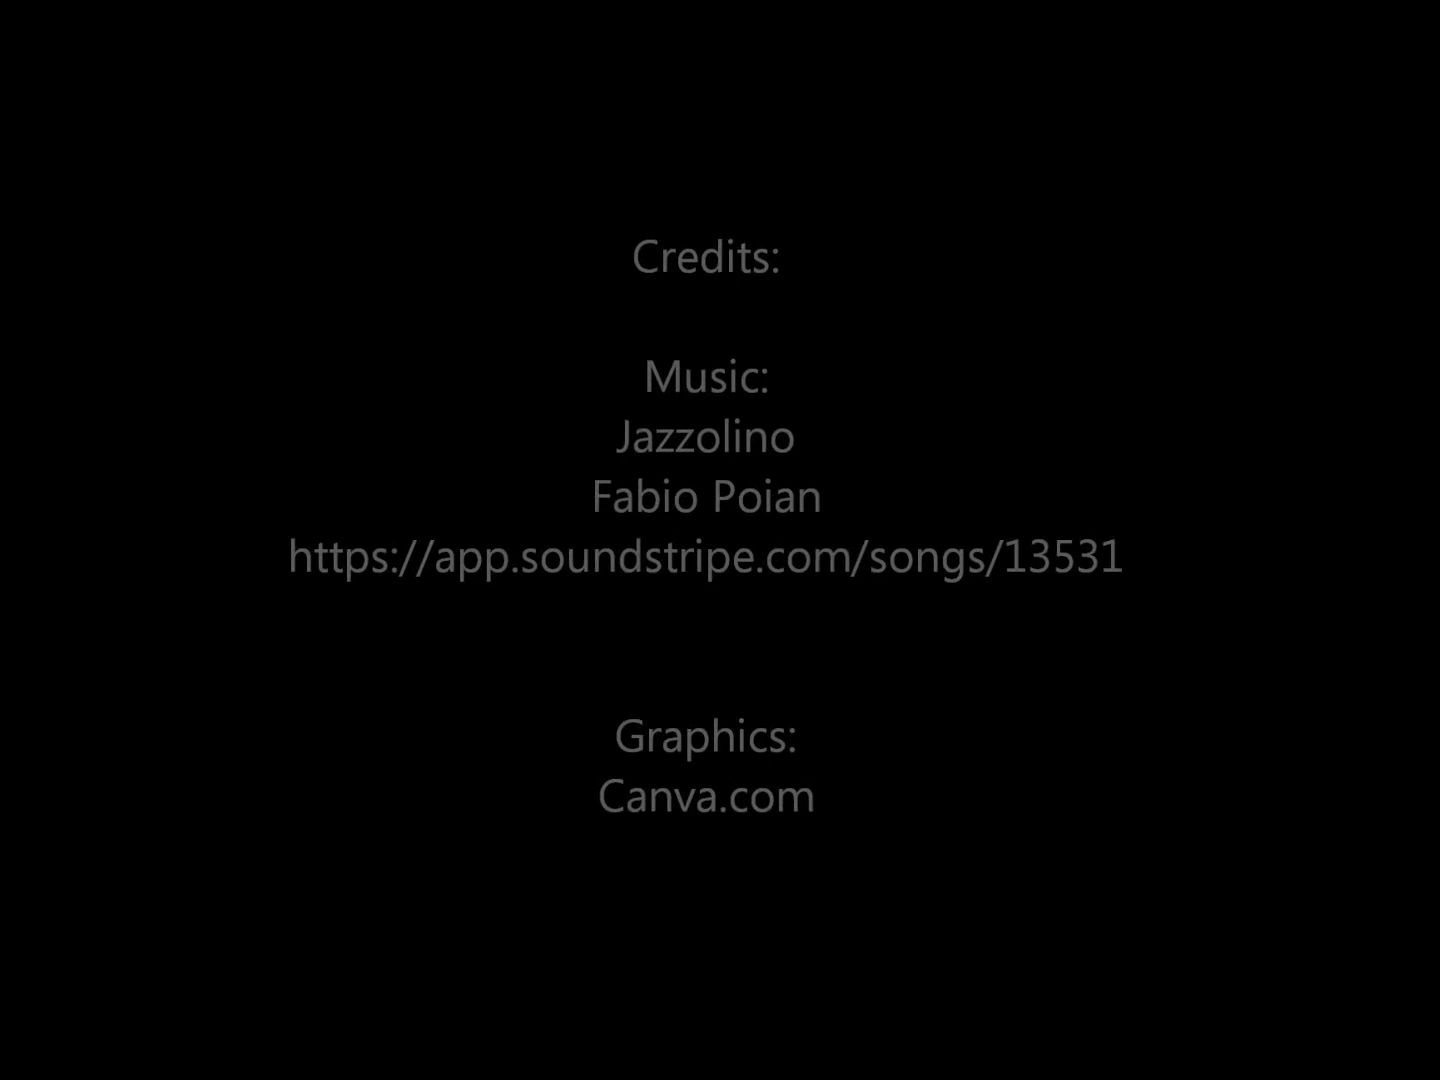 Credits:
Music:
Jazzolino
Fabio Poian
https://app.soundstripe.com/songs/13531
Graphics:
Canva.com